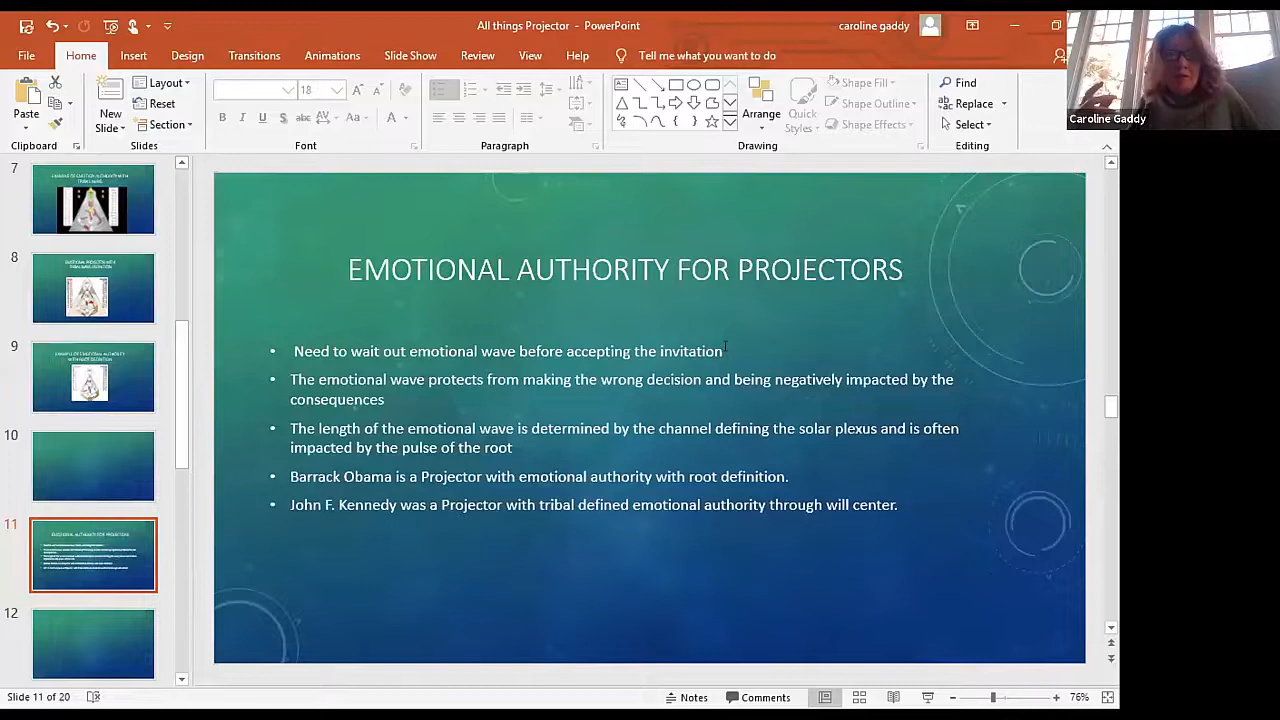 All things Projector - PowerPoint
caroline gaddy
File
Home
Insert
Design
Transitions
Animations
Slide Show
Review
View
Help
Tell me what you want to do
Paste
Clipboard
New
Slide
Layout
Reset
Section
Slides
18
B I U S abc AV Aa A
Font
Paragraph
Arrange
Quick
Styles
Shape Fill
Shape Outline
Shape Effects
Drawing
Find
Replace
Select
Editing
Caroline Gaddy
7
8
9
10
11
12
EMOTIONAL AUTHORITY FOR PROJECTORS
• Need to wait out emotional wave before accepting the invitation
• The emotional wave protects from making the wrong decision and being negatively impacted by the
consequences
• The length of the emotional wave is determined by the channel defining the solar plexus and is often
impacted by the pulse of the root
• Barrack Obama is a Projector with emotional authority with root definition.
• John F. Kennedy was a Projector with tribal defined emotional authority through will center.
Slide 11 of 20
Notes
Comments
76%